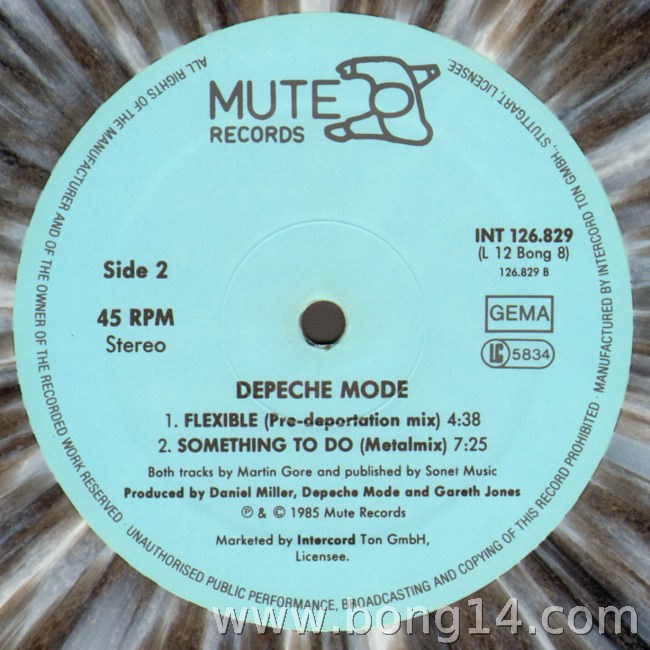 MUTE
RECORDS
Side 2
45 RPM
Stereo
INT 126.829
(L 12 Bong 8)
126.829 B
GEMA
LC 5834
DEPECHE MODE
1. FLEXIBLE (Pre-deportation mix) 4:38
2. SOMETHING TO DO (Metalmix) 7:25
Both tracks by Martin Gore and published by Sonet Music
Produced by Daniel Miller, Depeche Mode and Gareth Jones
℗ & © 1985 Mute Records
Marketed by Intercord Ton GmbH,
Licensee.
ALL RIGHTS OF THE MANUFACTURER AND OF THE OWNER OF THE RECORDED WORK RESERVED · UNAUTHORISED PUBLIC PERFORMANCE, BROADCASTING AND COPYING OF THIS RECORD PROHIBITED · MANUFACTURED BY INTERCORD TON GMBH., STUTTGART, LICENSEE.
www.bong14.com